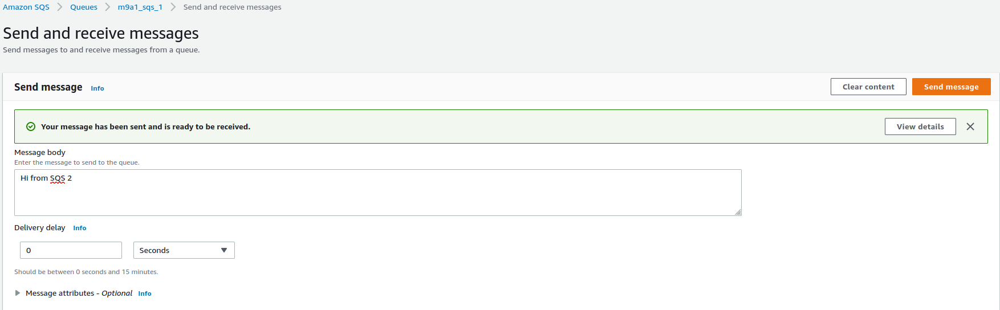 Amazon SQS > Queues > m9a1_sqs_1 > Send and receive messages
Send and receive messages
Send messages to and receive messages from a queue.
Send message Info Clear content Send message
Your message has been sent and is ready to be received. View details
Message body
Enter the message to send to the queue.
Hi from SQS 2
Delivery delay Info
0 Seconds
Should be between 0 seconds and 15 minutes.
Message attributes - Optional Info